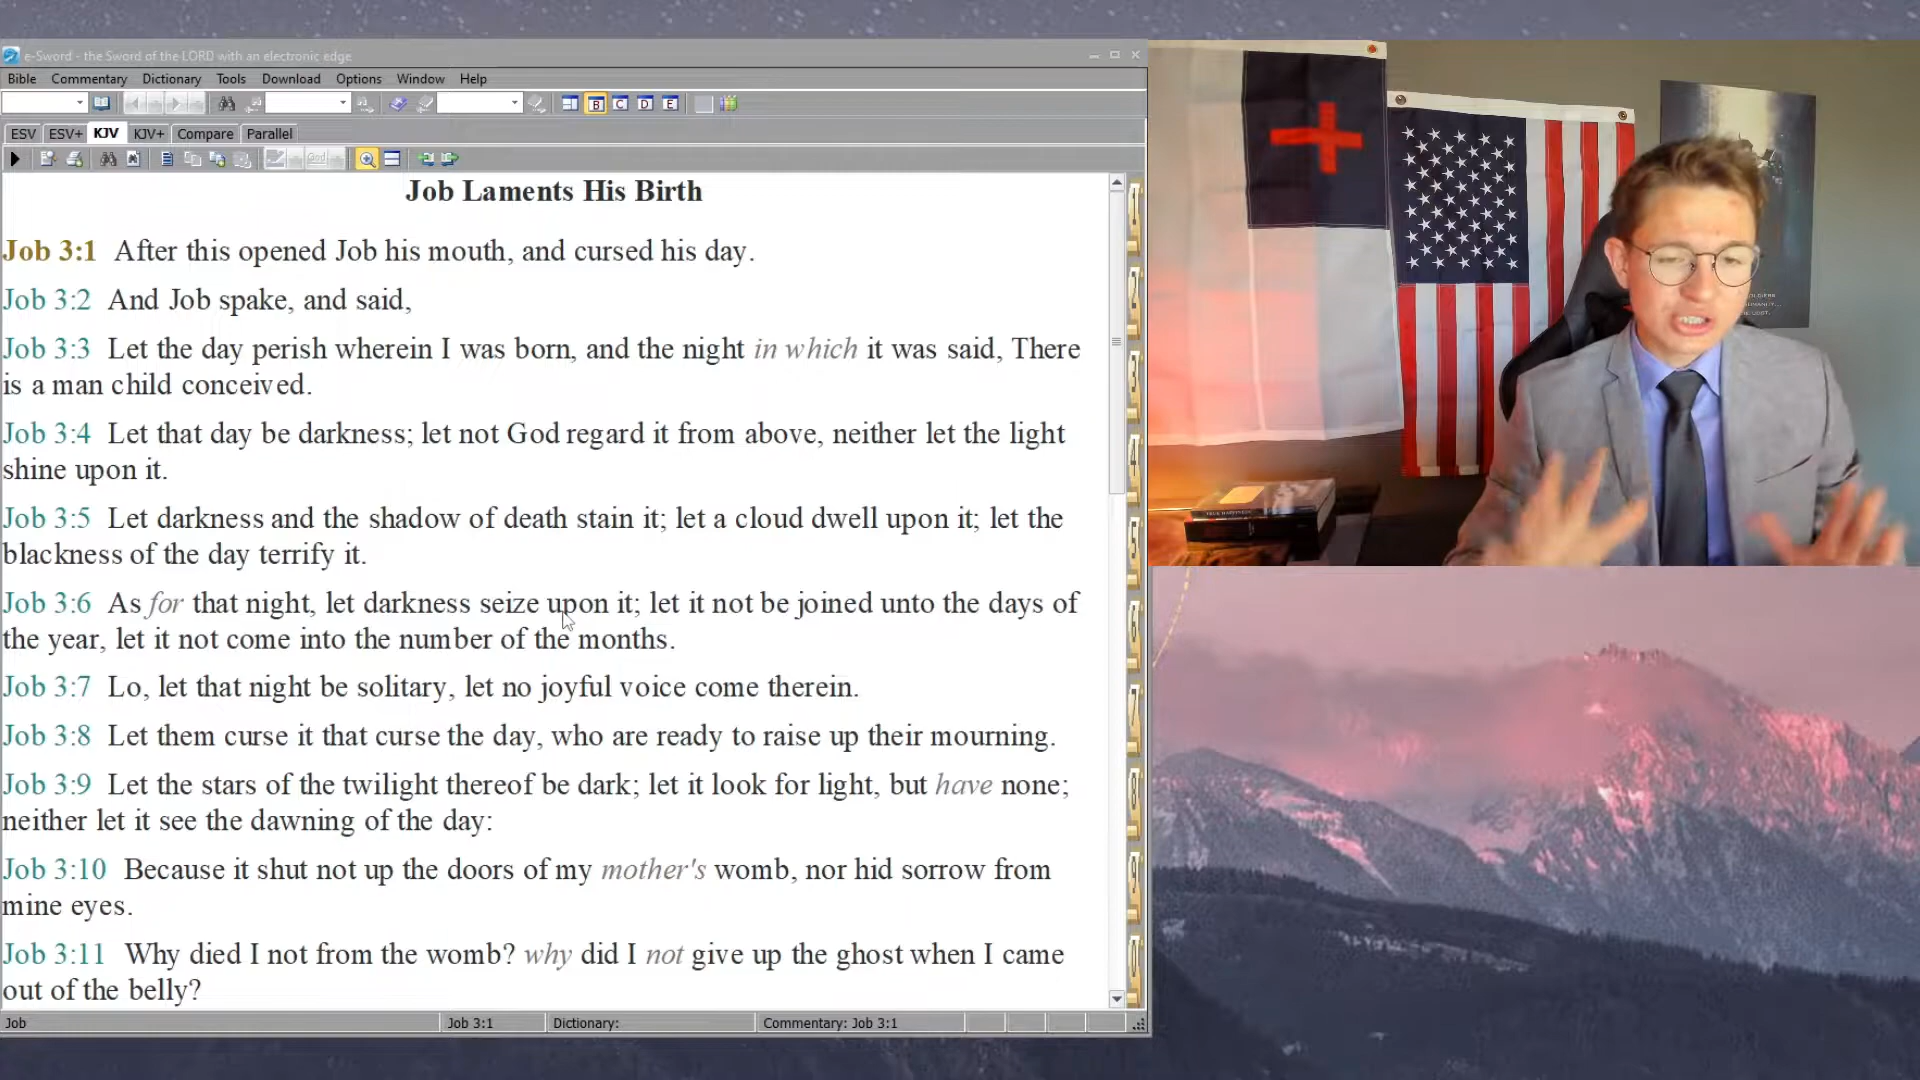 e-Sword - the Sword of the LORD with an electronic edge
Bible Commentary Dictionary Tools Download Options Window Help
B C D E
ESV ESV+ KJV KJV+ Compare Parallel
God
Job Laments His Birth
Job 3:1 After this opened Job his mouth, and cursed his day.
Job 3:2 And Job spake, and said,
Job 3:3 Let the day perish wherein I was born, and the night in which it was said, There
is a man child conceived.
Job 3:4 Let that day be darkness; let not God regard it from above, neither let the light
shine upon it.
Job 3:5 Let darkness and the shadow of death stain it; let a cloud dwell upon it; let the
blackness of the day terrify it.
Job 3:6 As for that night, let darkness seize upon it; let it not be joined unto the days of
the year, let it not come into the number of the months.
Job 3:7 Lo, let that night be solitary, let no joyful voice come therein.
Job 3:8 Let them curse it that curse the day, who are ready to raise up their mourning.
Job 3:9 Let the stars of the twilight thereof be dark; let it look for light, but have none;
neither let it see the dawning of the day:
Job 3:10 Because it shut not up the doors of my mother's womb, nor hid sorrow from
mine eyes.
Job 3:11 Why died I not from the womb? why did I not give up the ghost when I came
out of the belly?
1
2
3
4
5
6
7
8
9
Job
Job 3:1
Dictionary:
Commentary: Job 3:1